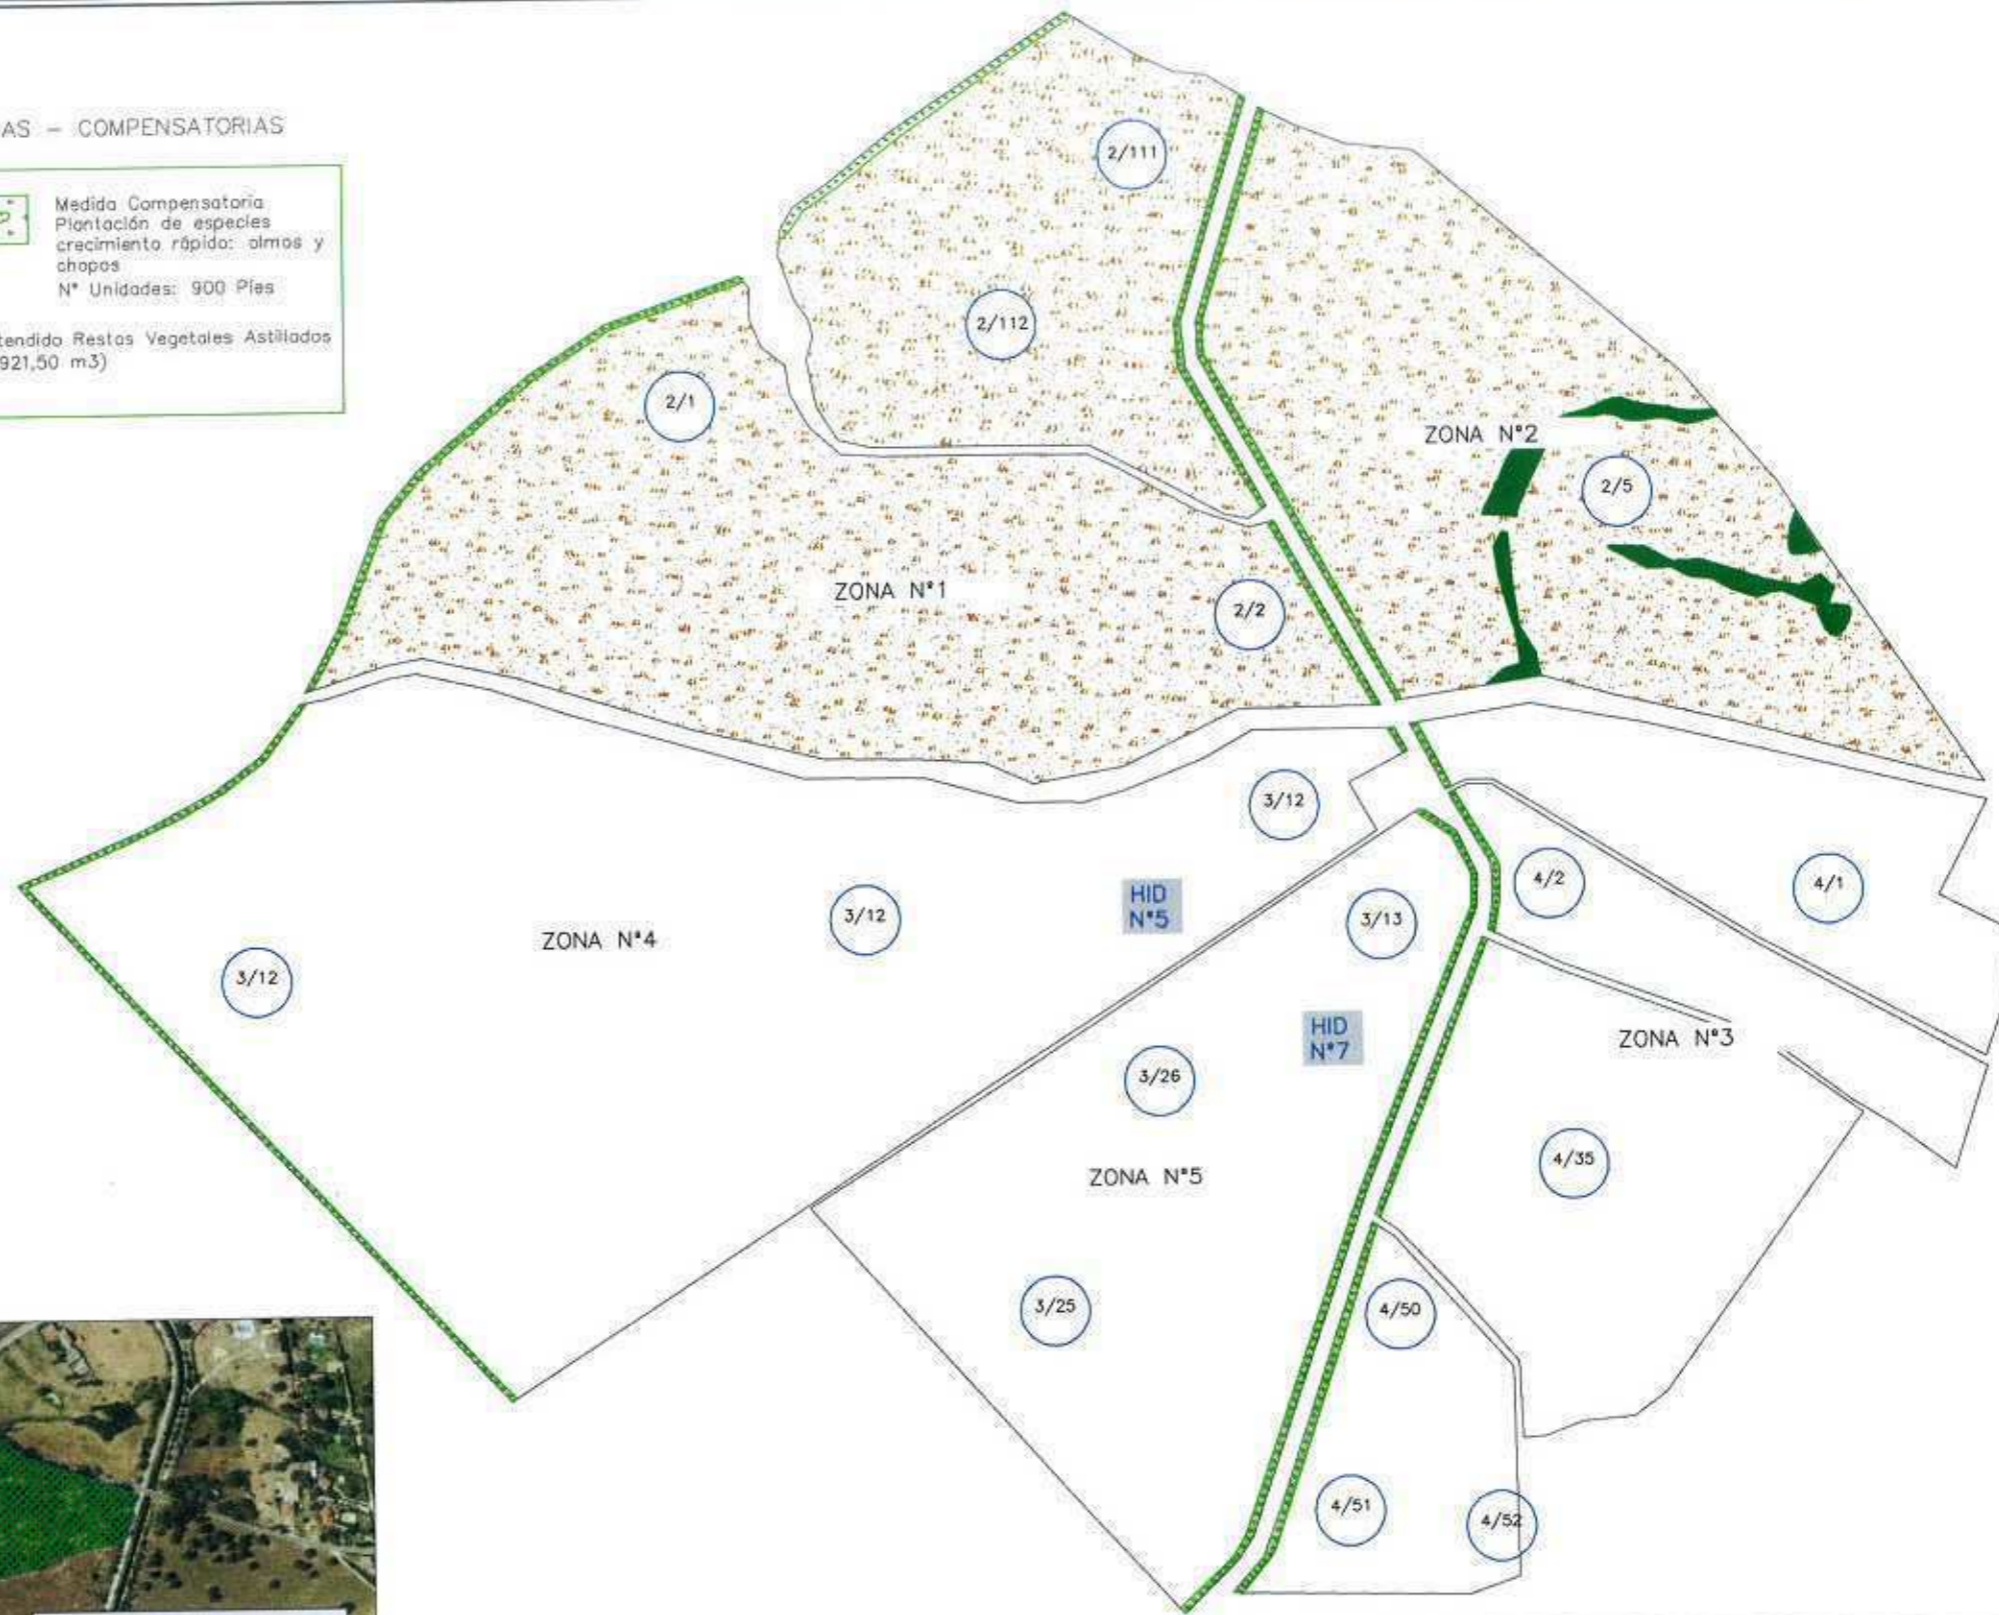 AS - COMPENSATORIAS
Medida Compensatoria
Plantación de especies
crecimiento rápido: olmos y
chopos
Nº Unidades: 900 Pies
tendido Restos Vegetales Astillados
921,50 m3)
2/111
2/112
2/1
ZONA Nº2
2/5
ZONA Nº1
2/2
3/12
4/2
4/1
3/12
HID
Nº5
3/13
ZONA Nº4
3/12
HID
Nº7
ZONA Nº3
3/26
4/35
ZONA Nº5
3/25
4/50
4/51
4/52